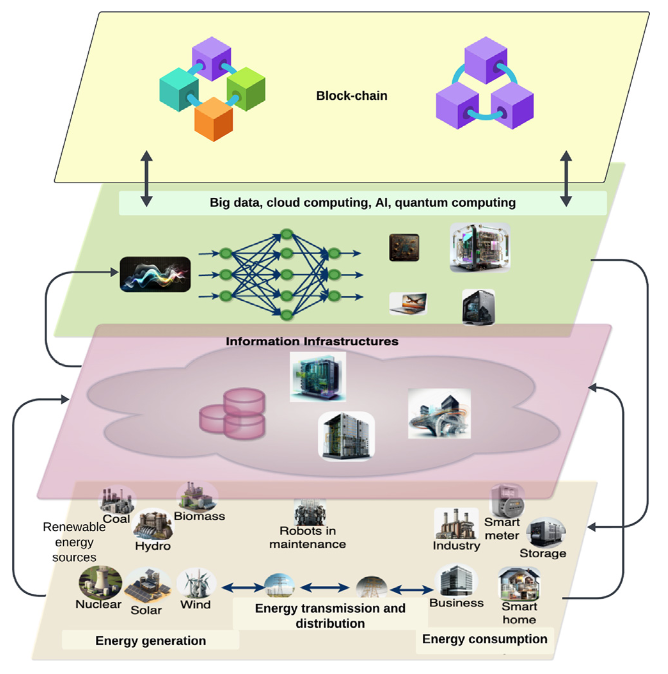 Block-chain
Big data, cloud computing, AI, quantum computing
Information Infrastructures
Coal
Biomass
Renewable
energy
sources
Hydro
Robots in
maintenance
Industry
Smart
meter
Storage
Nuclear
Solar
Wind
Business
Smart
home
Energy transmission and
distribution
Energy generation
Energy consumption